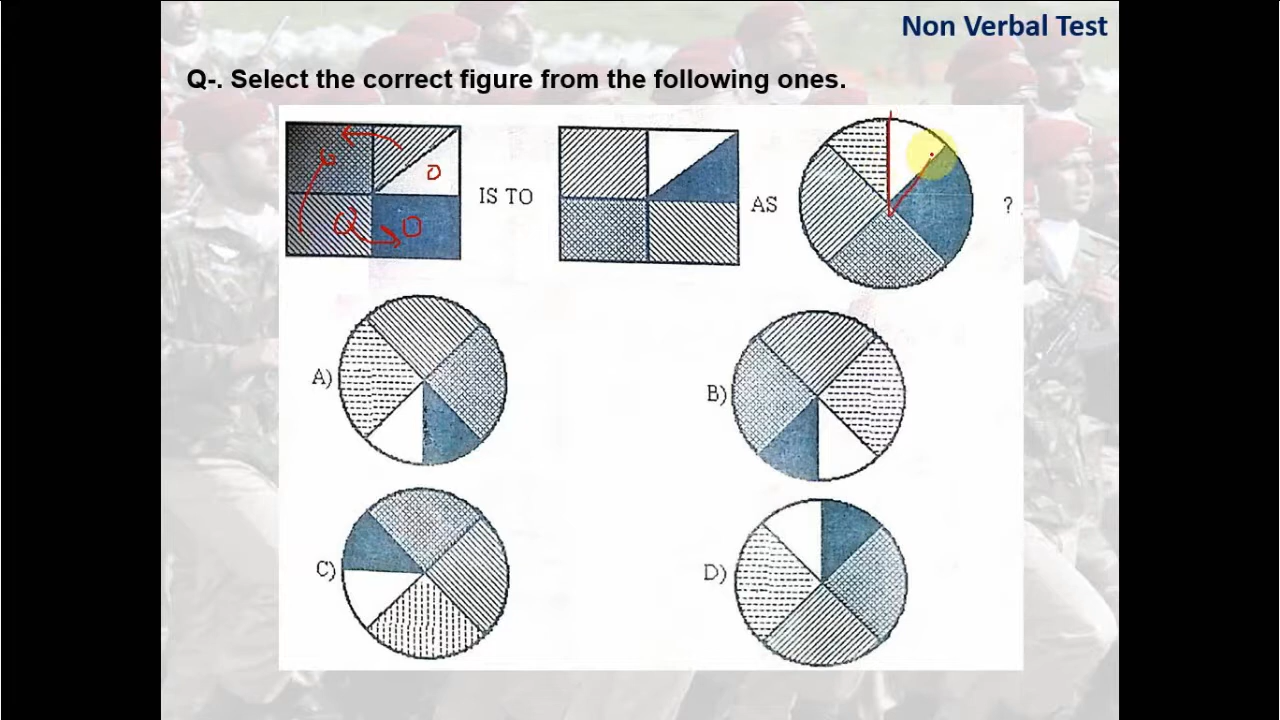 Non Verbal Test
Q-. Select the correct figure from the following ones.
IS TO
AS
?
A)
B)
C)
D)